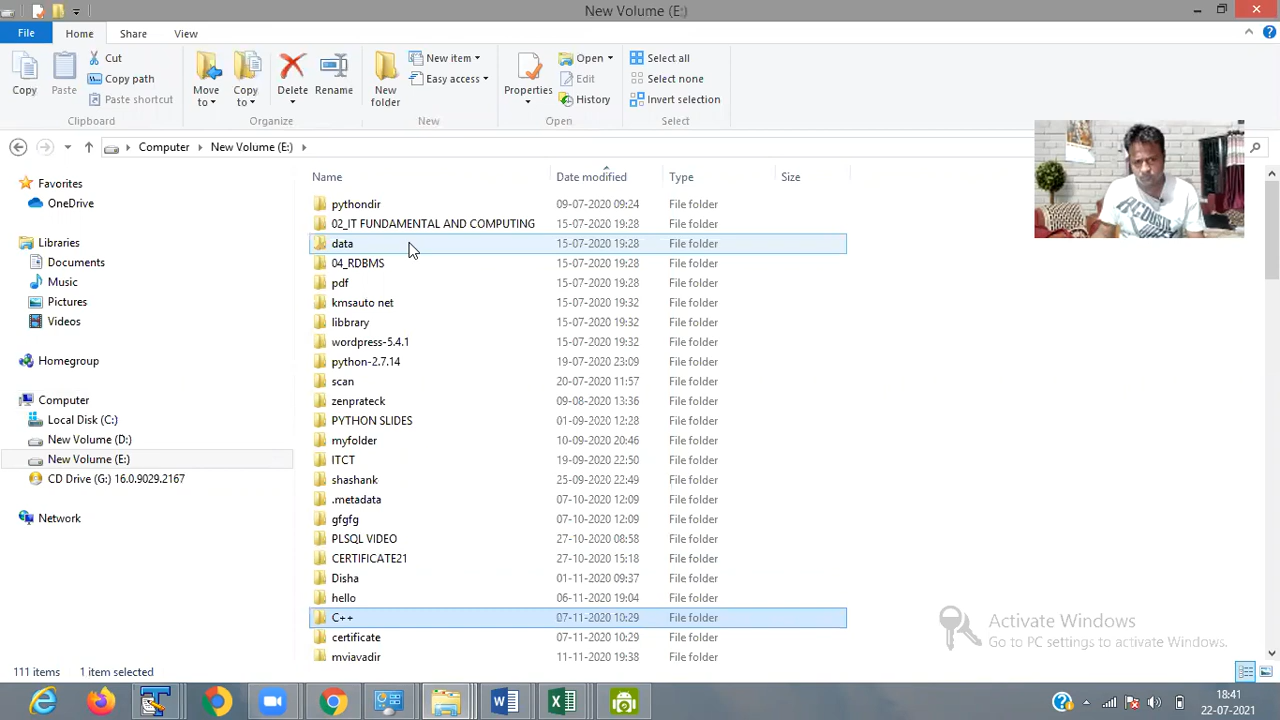 New Volume (E:)
File Home Share View
Copy Paste Cut Copy path Paste shortcut Move to Copy to Delete Rename New folder New item Easy access Properties Open Edit History Select all Select none Invert selection
Clipboard Organize New Open Select
Computer New Volume (E:)
Name Date modified Type Size
Favorites
OneDrive
Libraries
Documents
Music
Pictures
Videos
Homegroup
Computer
Local Disk (C:)
New Volume (D:)
New Volume (E:)
CD Drive (G:) 16.0.9029.2167
Network
pythondir 09-07-2020 09:24 File folder
02_IT FUNDAMENTAL AND COMPUTING 15-07-2020 19:28 File folder
data 15-07-2020 19:28 File folder
04_RDBMS 15-07-2020 19:28 File folder
pdf 15-07-2020 19:28 File folder
kmsauto net 15-07-2020 19:32 File folder
libbrary 15-07-2020 19:32 File folder
wordpress-5.4.1 15-07-2020 19:32 File folder
python-2.7.14 19-07-2020 23:09 File folder
scan 20-07-2020 11:57 File folder
zenprateck 09-08-2020 13:36 File folder
PYTHON SLIDES 01-09-2020 12:28 File folder
myfolder 10-09-2020 20:46 File folder
ITCT 19-09-2020 22:50 File folder
shashank 25-09-2020 22:49 File folder
.metadata 07-10-2020 12:09 File folder
gfgfg 07-10-2020 12:09 File folder
PLSQL VIDEO 27-10-2020 08:58 File folder
CERTIFICATE21 27-10-2020 15:18 File folder
Disha 01-11-2020 09:37 File folder
hello 06-11-2020 19:04 File folder
C++ 07-11-2020 10:29 File folder
certificate 07-11-2020 10:29 File folder
mviavadir 11-11-2020 19:38 File folder
Activate Windows
Go to PC settings to activate Windows.
111 items 1 item selected
18:41
22-07-2021